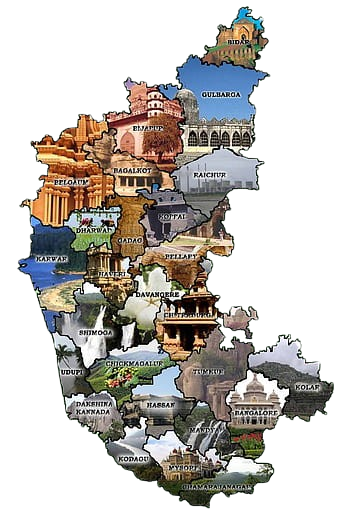 BIDAR
GULBARGA
BIJAPUR
BAGALKOT
RAICHUR
BELGAUM
KOPPAL
DHARWAD
GADAG
BELLARY
KARWAR
HAVERI
DAVANGERE
CHITRADURGA
SHIMOGA
CHICKMAGALUR
UDUPI
TUMKUR
KOLAR
DAKSHINA
KANNADA
HASSAN
BANGALORE
MANDYA
KODAGU
MYSORE
CHAMARAJANAGAR